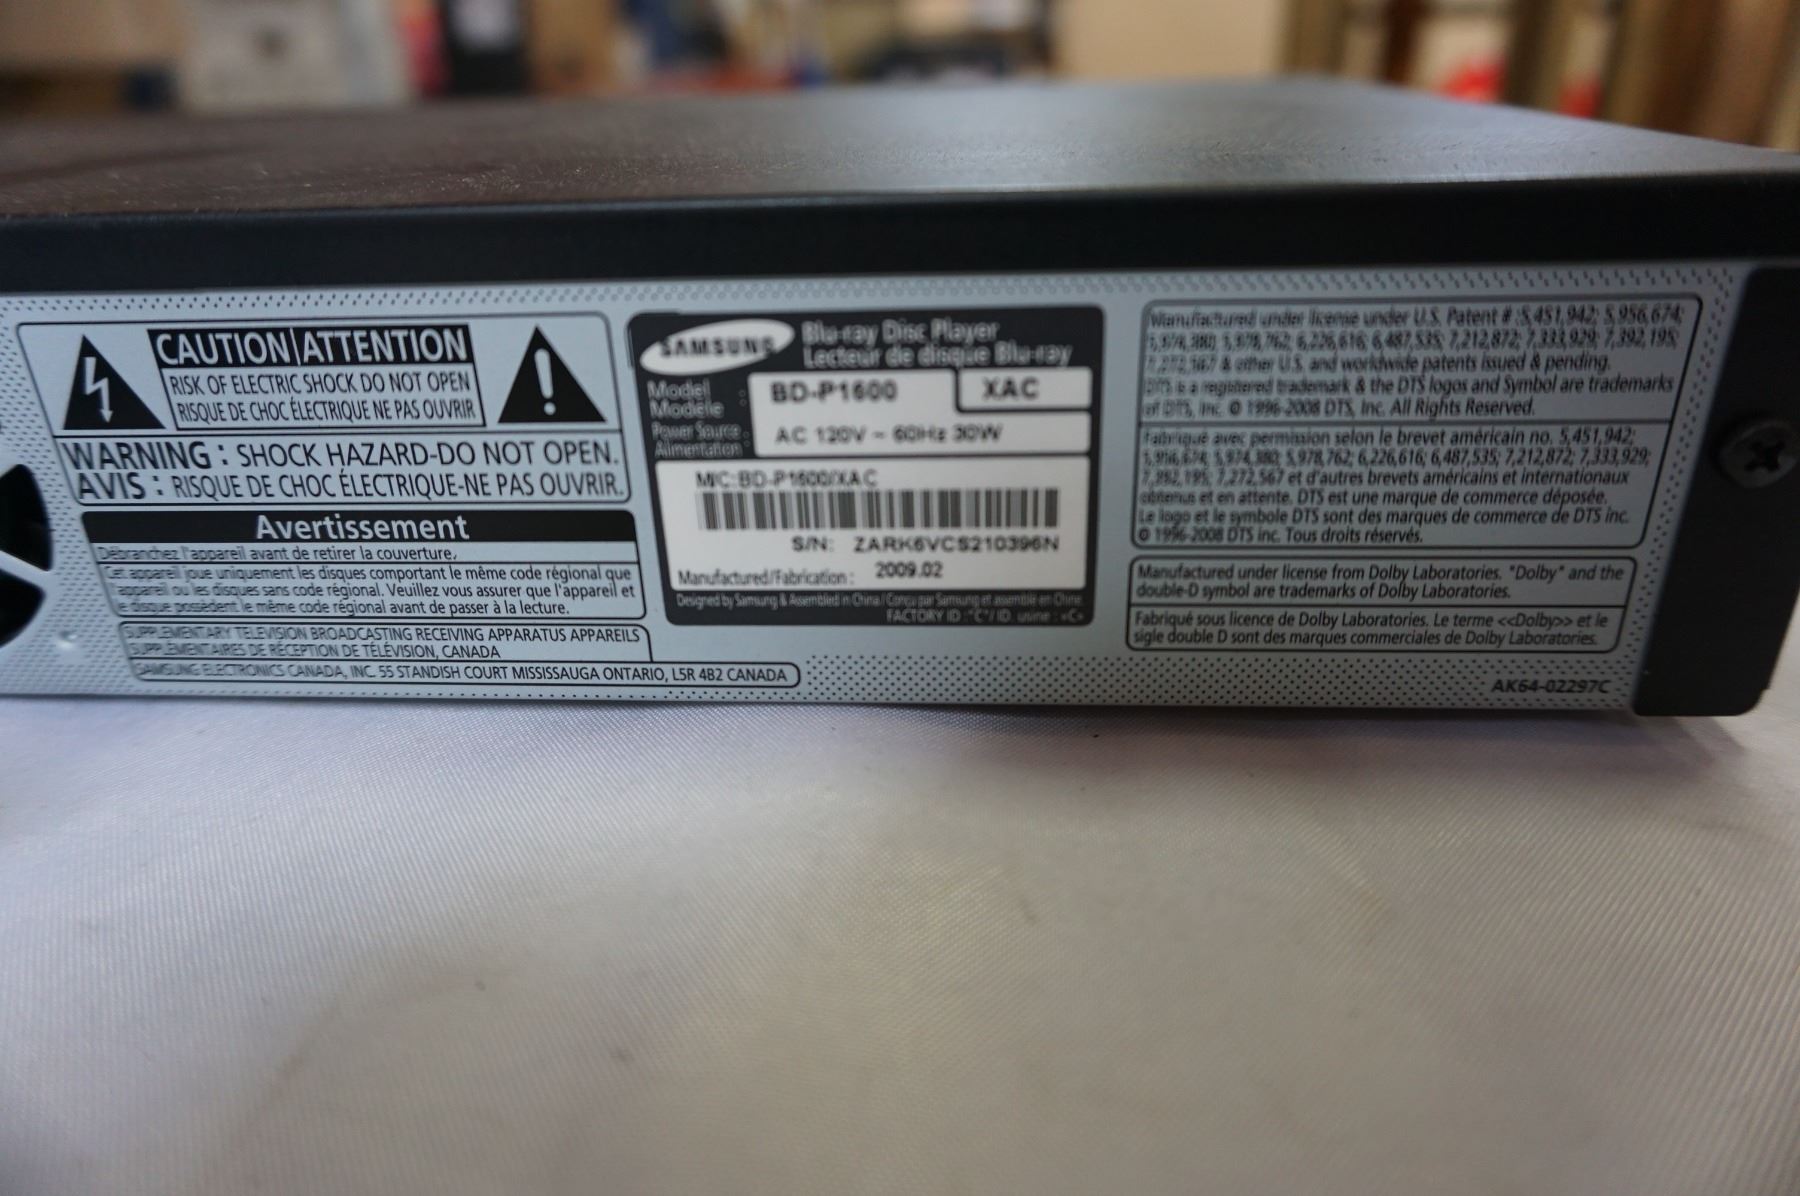 CAUTION|ATTENTION
RISK OF ELECTRIC SHOCK DO NOT OPEN
RISQUE DE CHOC ÉLECTRIQUE NE PAS OUVRIR
WARNING : SHOCK HAZARD-DO NOT OPEN.
AVIS : RISQUE DE CHOC ÉLECTRIQUE-NE PAS OUVRIR.
Avertissement
Débranchez l'appareil avant de retirer la couverture.
Cet appareil joue uniquement les disques comportant le même code régional que
l'appareil ou les disques sans code régional. Veuillez vous assurer que l'appareil et
le disque possèdent le même code régional avant de passer à la lecture.
SUPPLEMENTARY TELEVISION BROADCASTING RECEIVING APPARATUS APPAREILS
SUPPLÉMENTAIRES DE RÉCEPTION DE TÉLÉVISION, CANADA
SAMSUNG ELECTRONICS CANADA, INC. 55 STANDISH COURT MISSISSAUGA ONTARIO, L5R 4B2 CANADA
SAMSUNG
Blu-ray Disc Player
Lecteur de disque Blu-ray
Model
Modèle : BD-P1600 XAC
Power Source :
Alimentation AC 120V ~ 60Hz 30W
M/C:BD-P1600/XAC
S/N: ZARK6VCS210396N
Manufactured/Fabrication : 2009.02
Designed by Samsung & Assembled in China / Conçu par Samsung et assemblé en Chine
FACTORY ID : "C" / ID. usine : «C»
Manufactured under license under U.S. Patent # :5,451,942; 5,956,674;
5,974,380; 5,978,762; 6,226,616; 6,487,535; 7,212,872; 7,333,929; 7,392,195;
7,272,567 & other U.S. and worldwide patents issued & pending.
DTS is a registered trademark & the DTS logos and Symbol are trademarks
of DTS, Inc. © 1996-2008 DTS, Inc. All Rights Reserved.
Fabriqué avec permission selon le brevet américain no. 5,451,942;
5,956,674; 5,974,380; 5,978,762; 6,226,616; 6,487,535; 7,212,872; 7,333,929;
7,392,195; 7,272,567 et d'autres brevets américains et internationaux
obtenus et en attente. DTS est une marque de commerce déposée.
Le logo et le symbole DTS sont des marques de commerce de DTS inc.
© 1996-2008 DTS inc. Tous droits réservés.
Manufactured under license from Dolby Laboratories. "Dolby" and the
double-D symbol are trademarks of Dolby Laboratories.
Fabriqué sous licence de Dolby Laboratories. Le terme <<Dolby>> et le
sigle double D sont des marques commerciales de Dolby Laboratories.
AK64-02297C